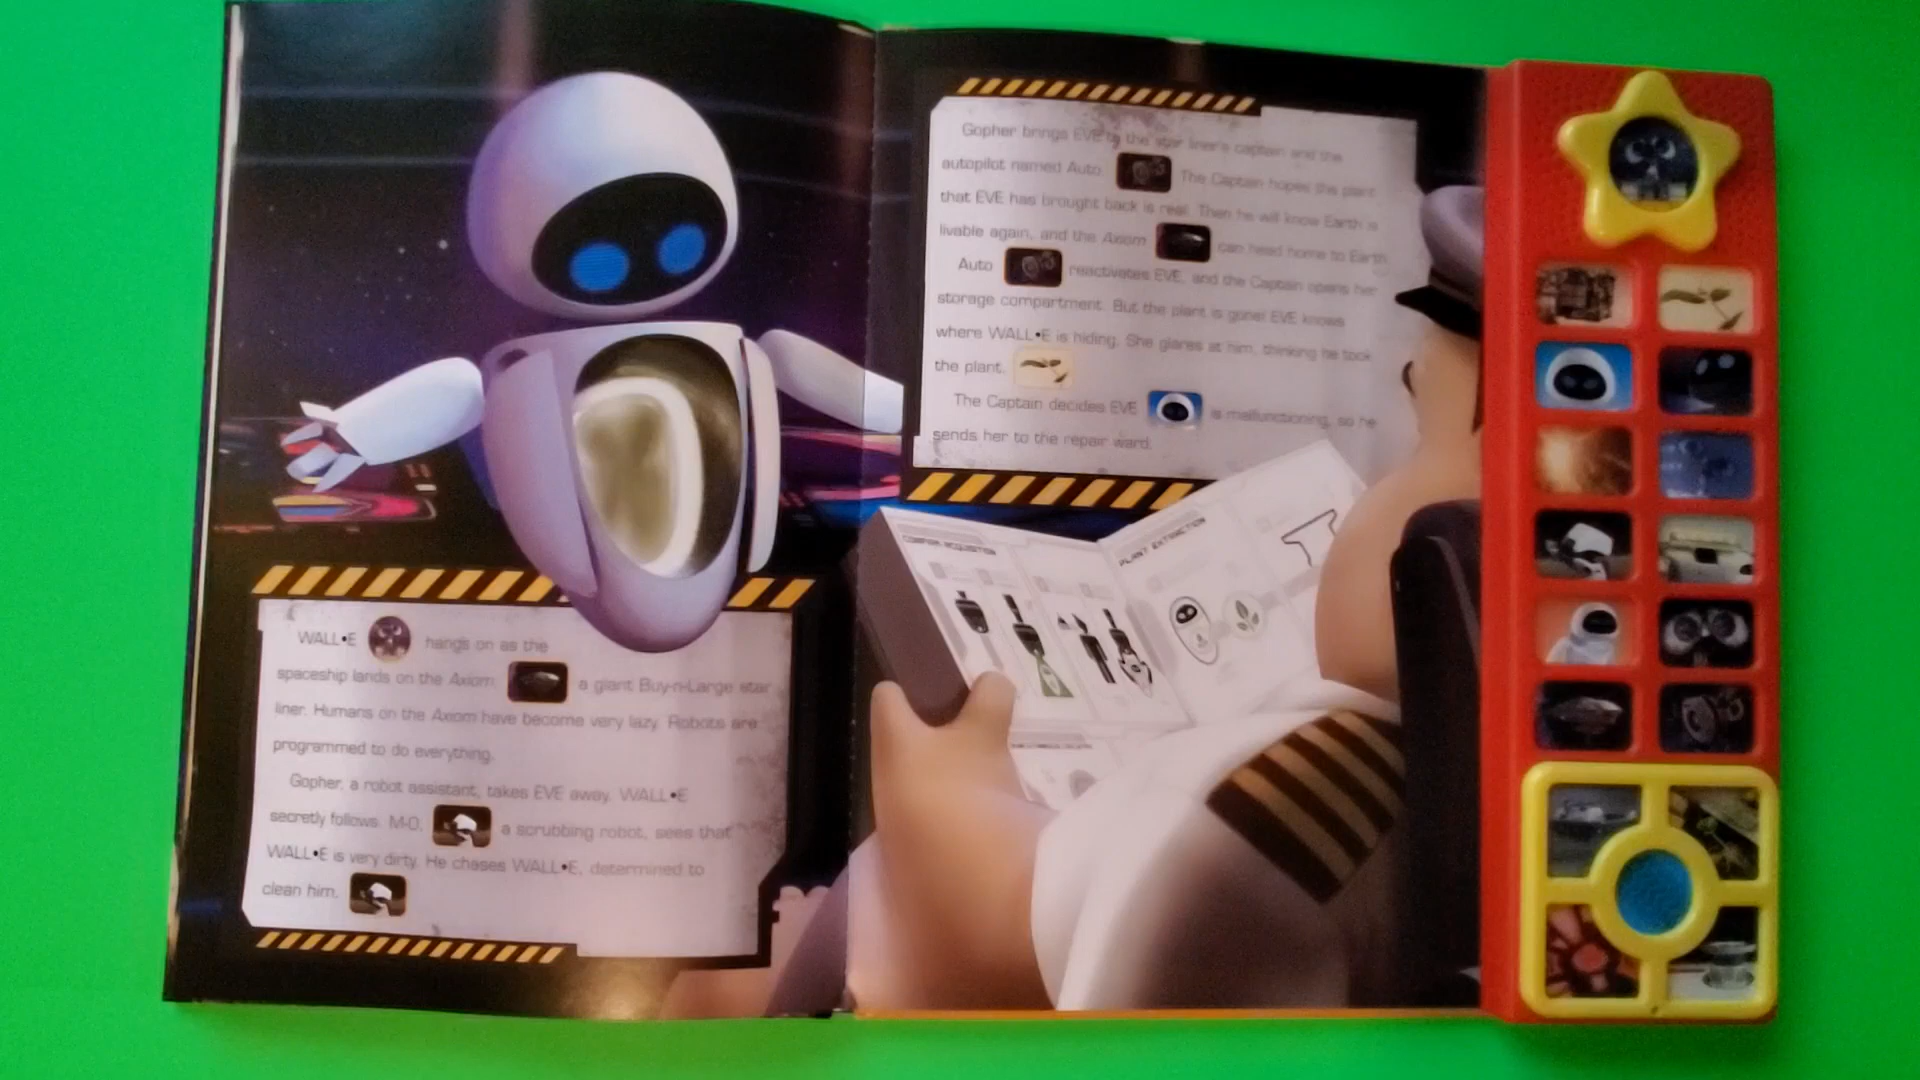 WALL•E hangs on as the
spaceship lands on the Axiom, a giant Buy-n-Large star
liner. Humans on the Axiom have become very lazy. Robots are
programmed to do everything.
Gopher, a robot assistant, takes EVE away. WALL•E
secretly follows. M-O, a scrubbing robot, sees that
WALL•E is very dirty. He chases WALL•E, determined to
clean him.
Gopher brings EVE to the star liner's captain and the
autopilot named Auto. The Captain hopes the plant
that EVE has brought back is real. Then he will know Earth is
livable again, and the Axiom can head home to Earth.
Auto reactivates EVE, and the Captain opens her
storage compartment. But the plant is gone! EVE knows
where WALL•E is hiding. She glares at him, thinking he took
the plant.
The Captain decides EVE is malfunctioning, so he
sends her to the repair ward.
CONFIRM ACQUISITION
PLANT EXTRACTION